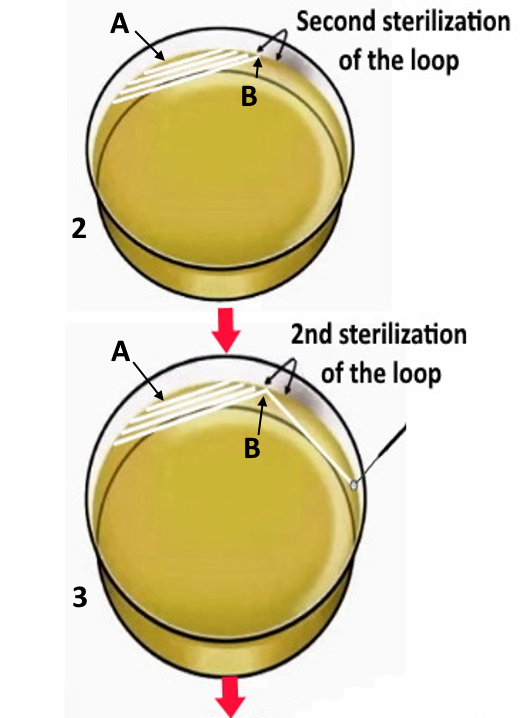 A
Second sterilization
of the loop
B
2
2nd sterilization
A
of the loop
B
3